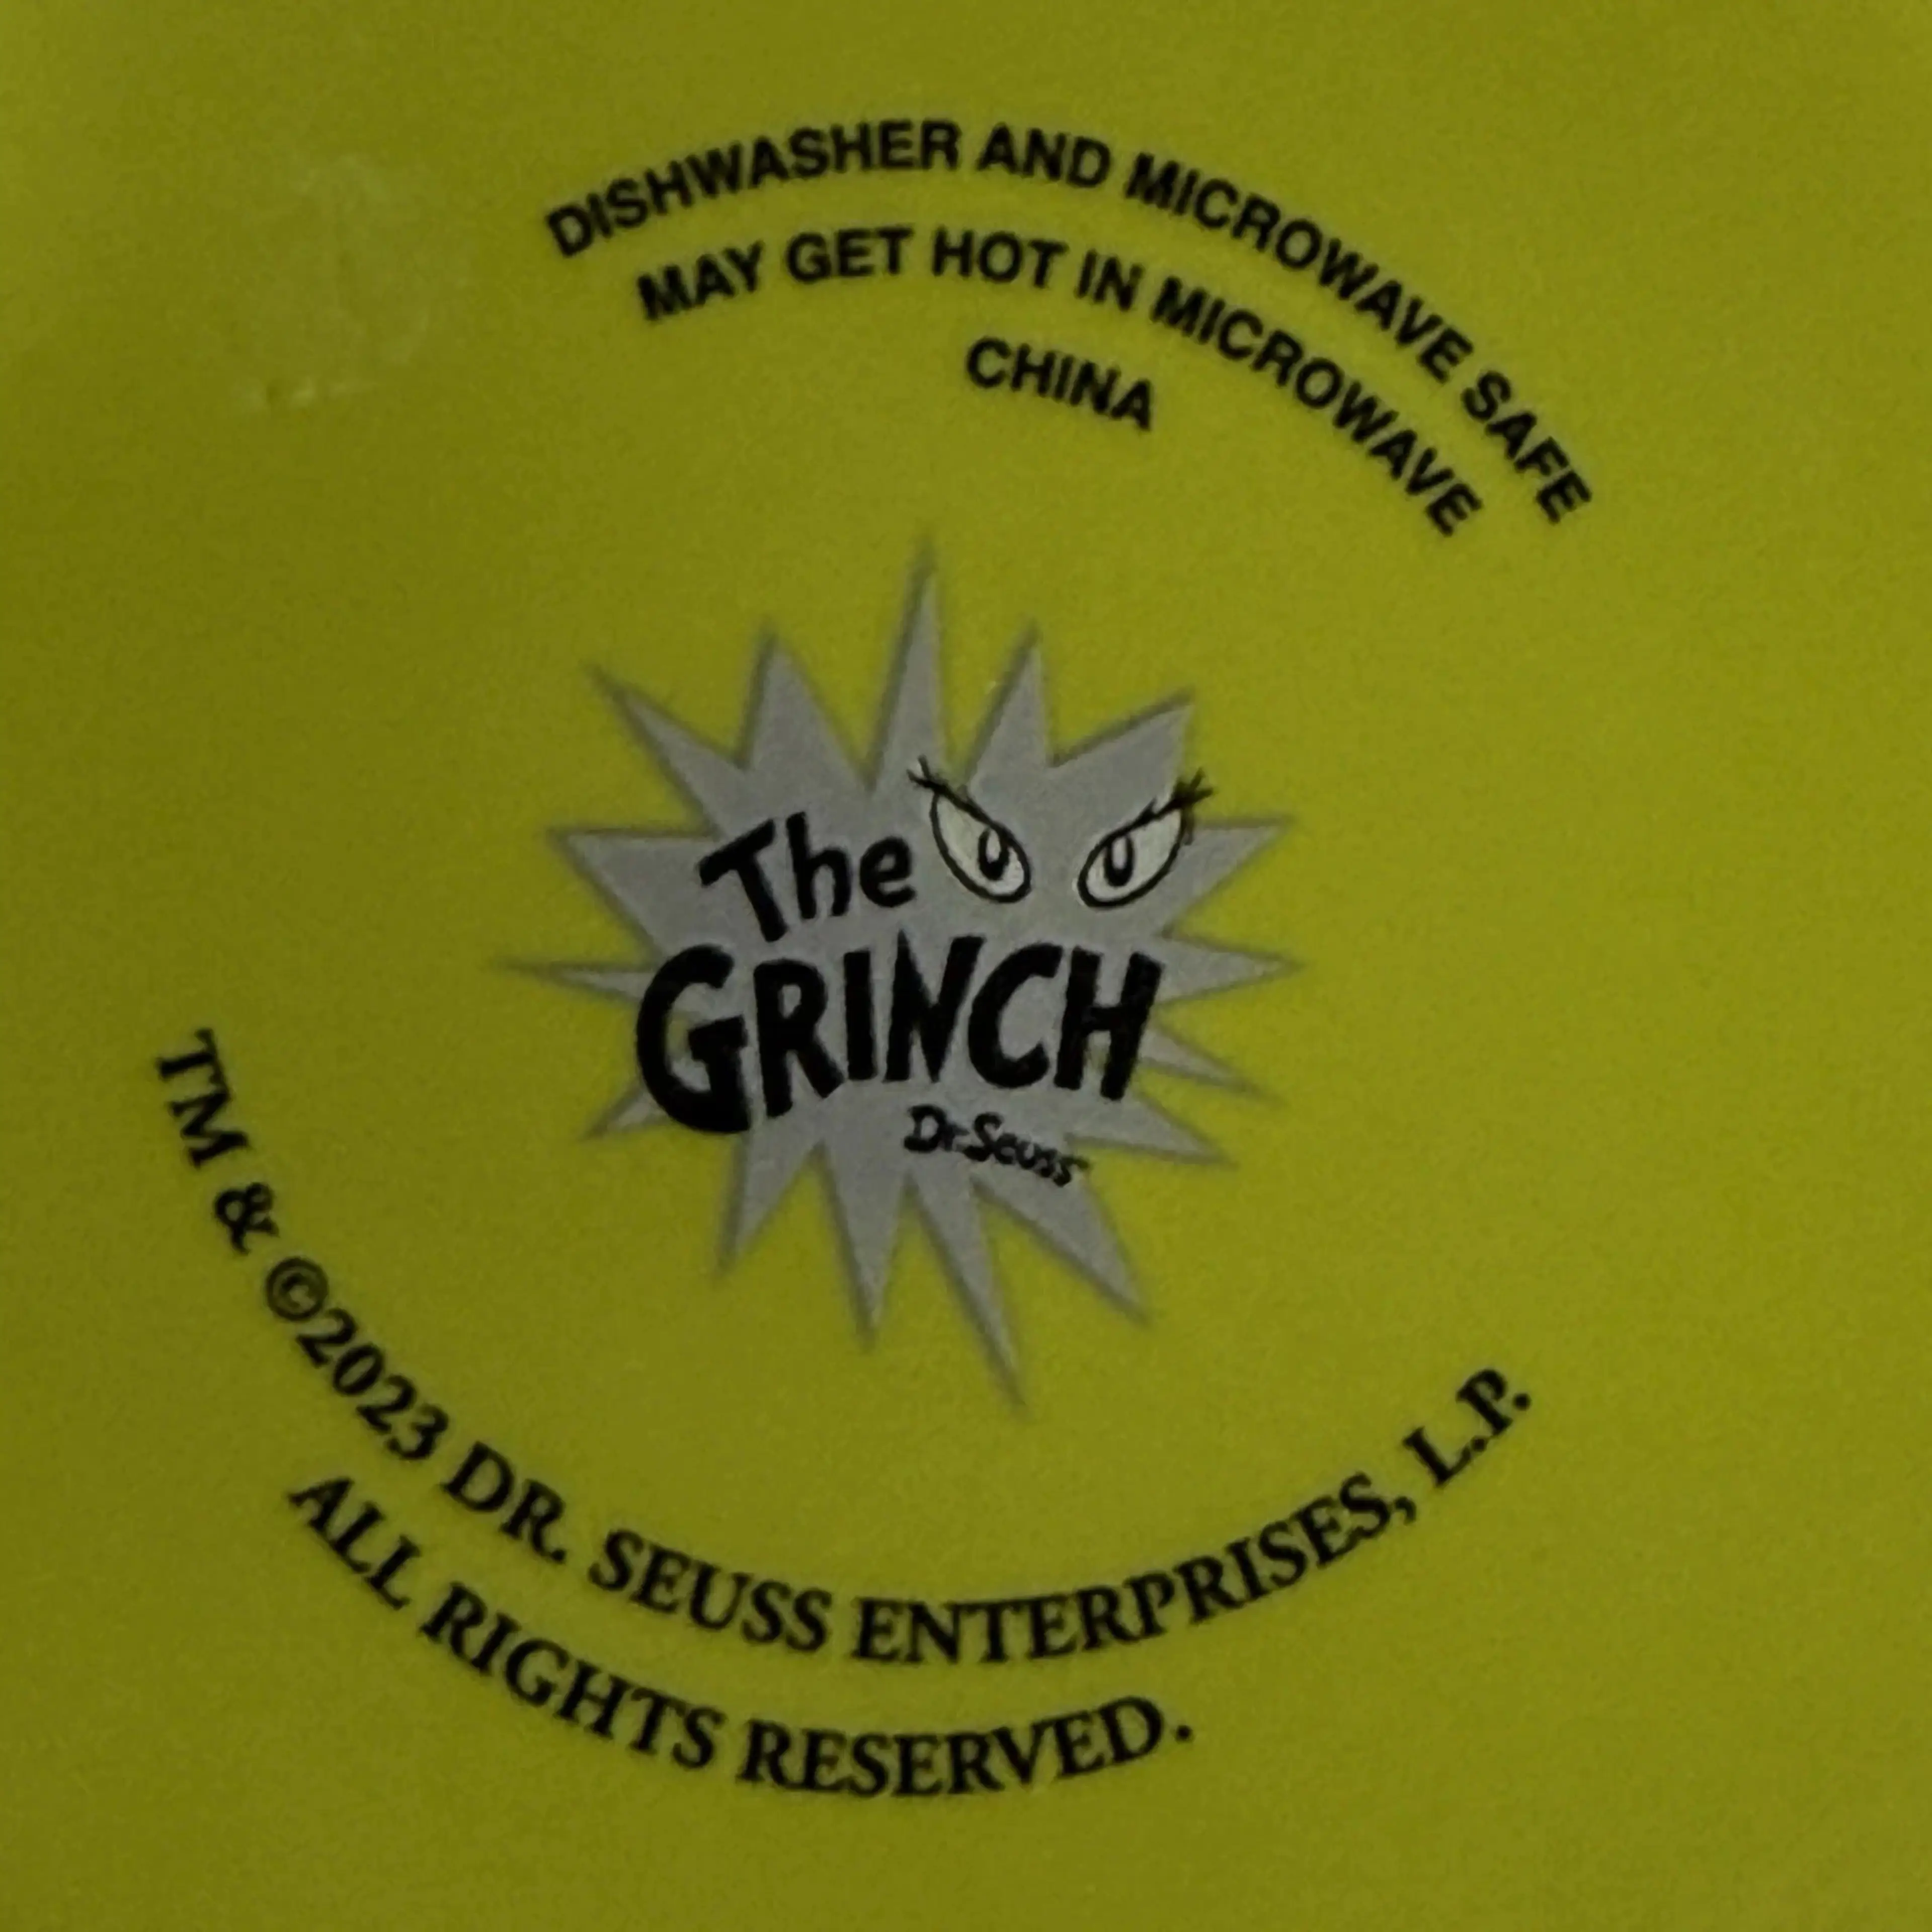 DISHWASHER AND MICROWAVE SAFE
MAY GET HOT IN MICROWAVE
CHINA
The
GRINCH
Dr. Seuss
TM & ©2023 DR. SEUSS ENTERPRISES, L.P.
ALL RIGHTS RESERVED.